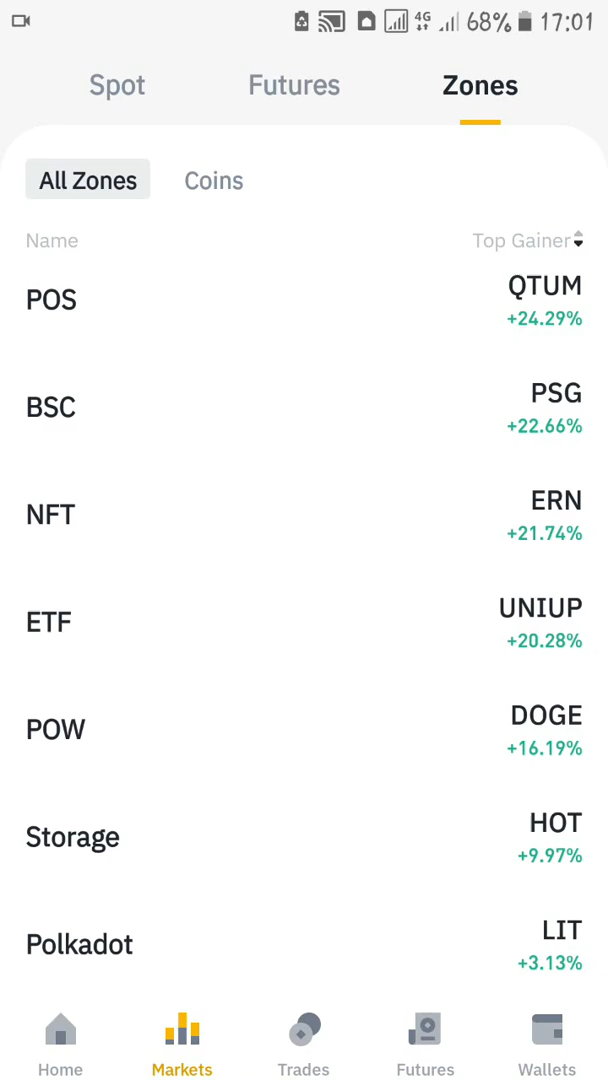 4G 68% 17:01
Spot Futures Zones
All Zones Coins
Name Top Gainer
POS QTUM
+24.29%
BSC PSG
+22.66%
NFT ERN
+21.74%
ETF UNIUP
+20.28%
POW DOGE
+16.19%
Storage HOT
+9.97%
Polkadot LIT
+3.13%
Home Markets Trades Futures Wallets